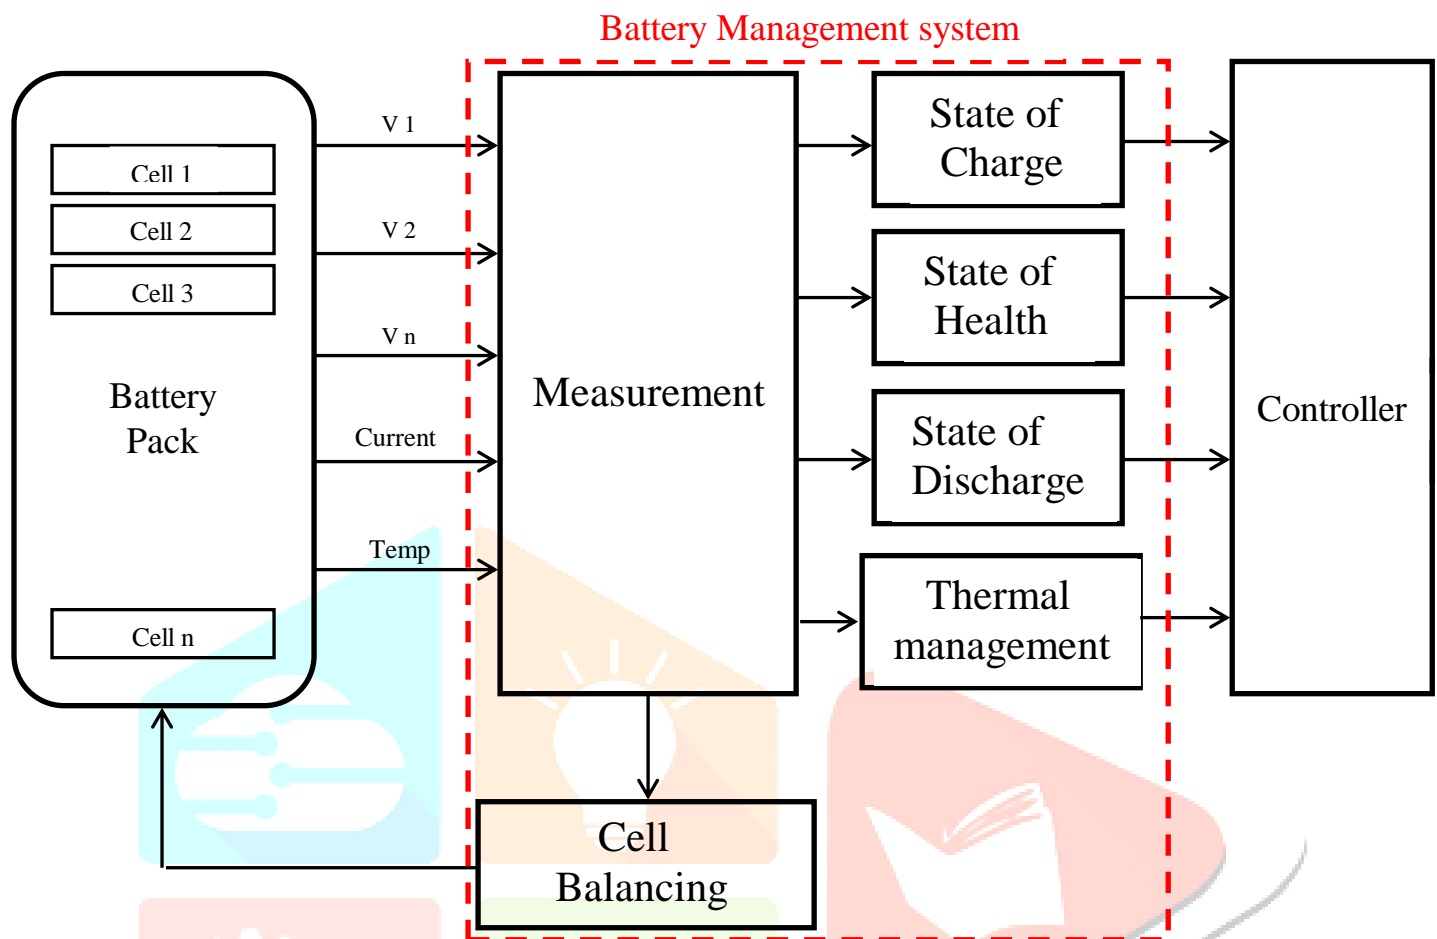 Battery Management system
Cell 1
Cell 2
Cell 3
Battery
Pack
Cell n
V 1
V 2
V n
Current
Temp
Measurement
State of
Charge
State of
Health
State of
Discharge
Thermal
management
Controller
Cell
Balancing